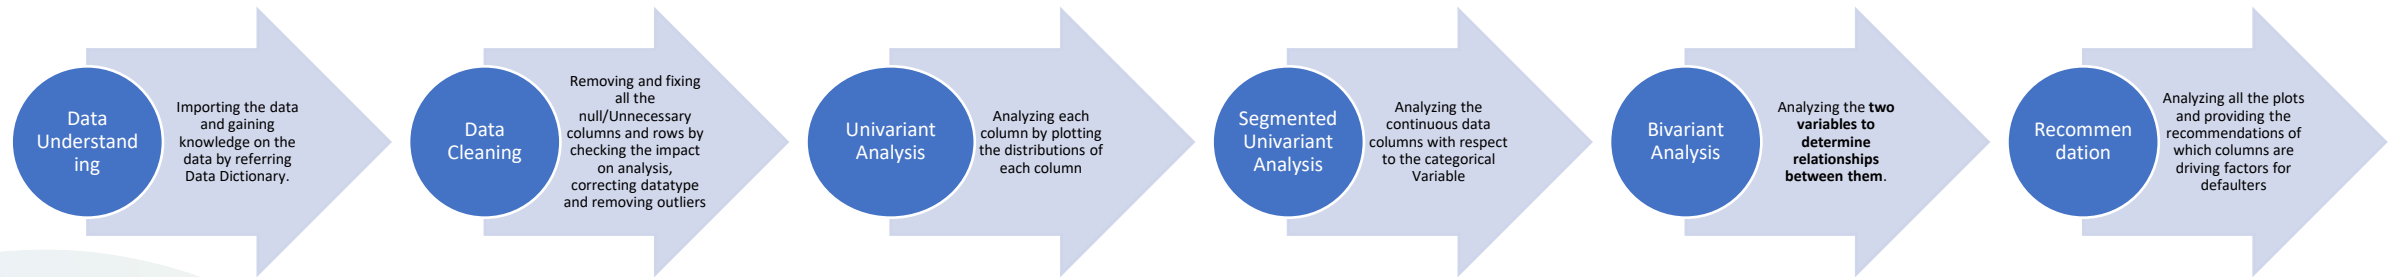 Data
Understand
ing
Importing the data
and gaining
knowledge on the
data by referring
Data Dictionary.
Data
Cleaning
Removing and fixing
all the
null/Unnecessary
columns and rows by
checking the impact
on analysis,
correcting datatype
and removing outliers
Univariant
Analysis
Analyzing each
column by plotting
the distributions of
each column
Segmented
Univariant
Analysis
Analyzing the
continuous data
columns with respect
to the categorical
Variable
Bivariant
Analysis
Analyzing the two
variables to
determine
relationships
between them.
Recommen
dation
Analyzing all the plots
and providing the
recommendations of
which columns are
driving factors for
defaulters